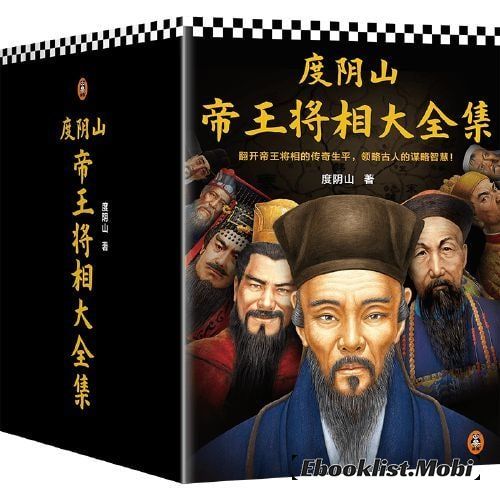 度阴山
帝王将相大全集
翻开帝王将相的传奇生平，领略古人的谋略智慧！
度阴山 著
度阴山
帝王将相大全集
度阴山 著
Ebooklist.Mobi